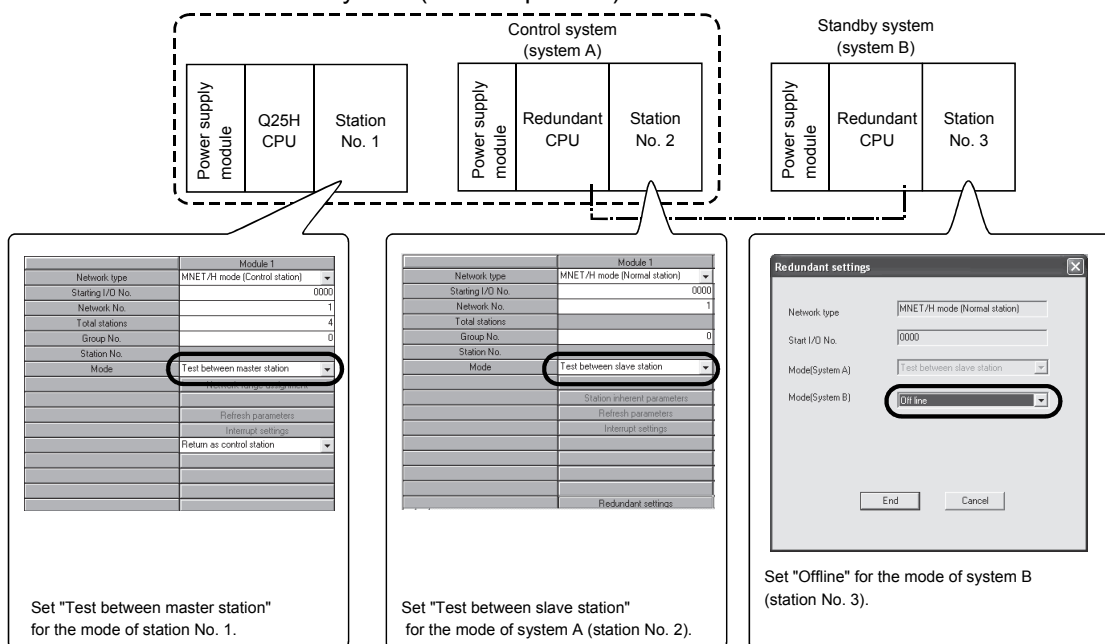 Control system
(system A)
Standby system
(system B)
Power supply
module
Q25H
CPU
Station
No. 1
Power supply
module
Redundant
CPU
Station
No. 2
Power supply
module
Redundant
CPU
Station
No. 3
Module 1
Network type MNET/H mode (Control station)
Starting I/O No. 0000
Network No. 1
Total stations 4
Group No. 0
Station No.
Mode Test between master station
Network range assignment
Refresh parameters
Interrupt settings
Return as control station
Set "Test between master station"
for the mode of station No. 1.
Module 1
Network type MNET/H mode (Normal station)
Starting I/O No. 0000
Network No. 1
Total stations
Group No. 0
Station No.
Mode Test between slave station
Station inherent parameters
Refresh parameters
Interrupt settings
Redundant settings
Set "Test between slave station"
for the mode of system A (station No. 2).
Redundant settings
Network type MNET/H mode (Normal station)
Start I/O No. 0000
Mode(System A) Test between slave station
Mode(System B) Off line
End Cancel
Set "Offline" for the mode of system B
(station No. 3).